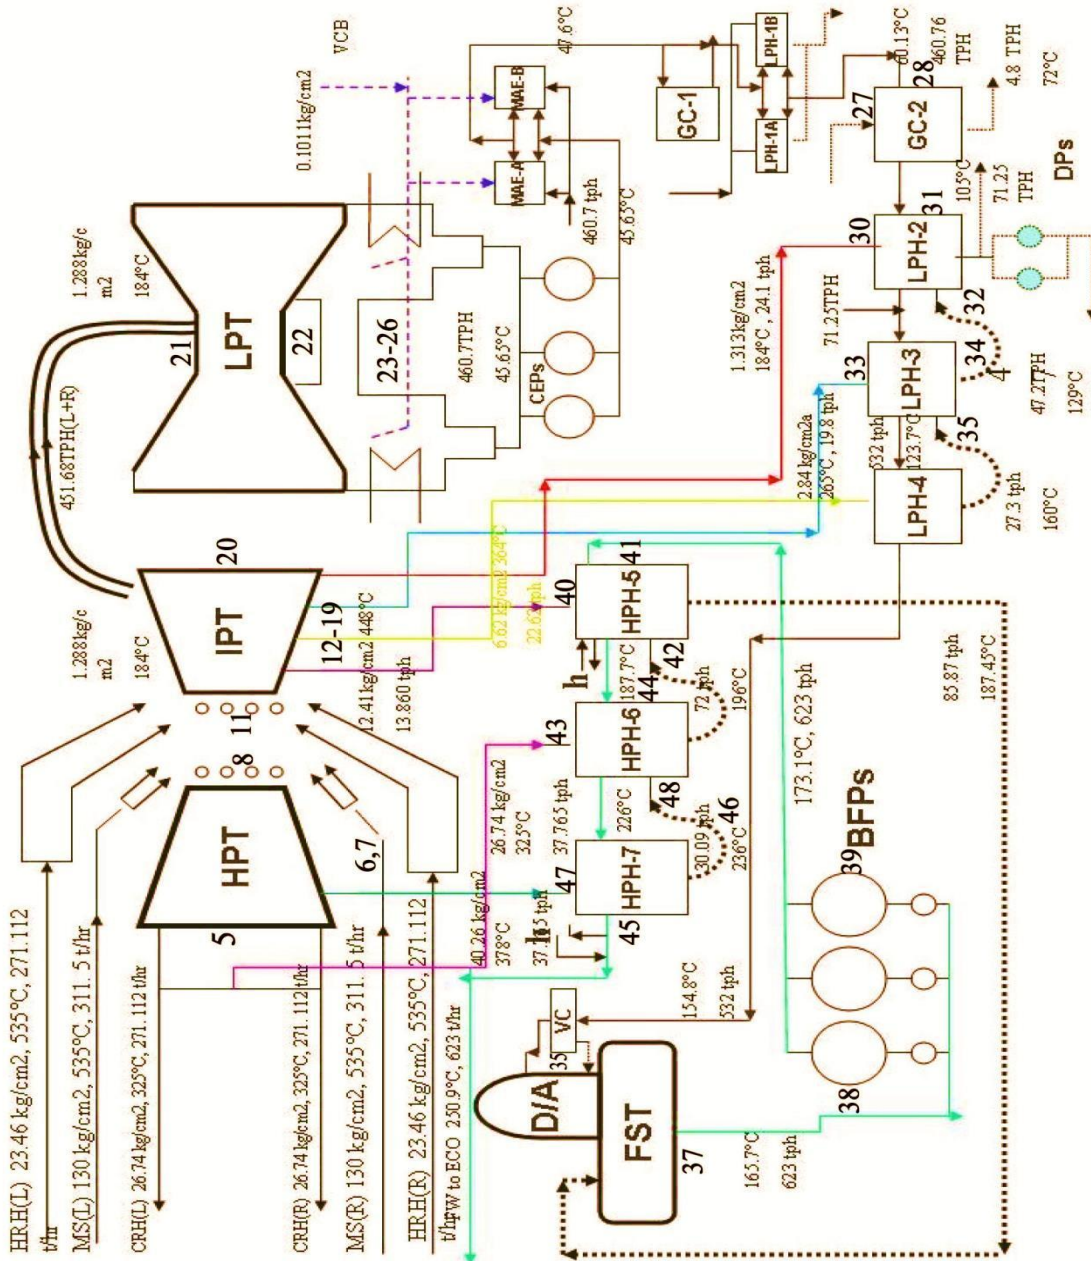 HRH(L) 23.46 kg/cm2, 535°C, 271.112
t/hr
MS(L) 130 kg/cm2, 535°C, 311. 5 t/hr
CRH(L) 26.74 kg/cm2, 325°C, 271. 112 t/hr
CRH(R) 26.74 kg/cm2, 325°C, 271. 112 t/hr
MS(R) 130 kg/cm2, 535°C, 311. 5 t/hr
HRH(R) 23.46 kg/cm2, 535°C, 271.112
t/hr
FW to ECO 250.9°C, 623 t/hr
HPT
5
6,7
8
11
1.288kg/c
m2
184°C
IPT
20
12-19
451.68TPH(L+R)
1.288kg/c
m2
184°C
21
LPT
22
23-26
0.1011kg/cm2
VCB
460.7TPH
45.65°C
CEPs
MAE-A
MAE-B
47.6°C
460.7 tph
45.65°C
GC-1
LPH-1A
LPH-1B
60.13°C
460.76
TPH
28
27
GC-2
4.8 TPH
72°C
105°C
71.25
TPH
DPs
30
31
LPH-2
32
1.313kg/cm2
184°C , 24.1 tph
71.25TPH
33
LPH-3
34
4
47.2TPH
129°C
2.84 kg/cm2a
265°C , 19.8 tph
532 tph
123.7°C
35
LPH-4
27.3 tph
160°C
6.62 kg/cm2 364°C
22.62 tph
12.41kg/cm2 448°C
13.860 tph
40
41
HPH-5
42
h
187.7°C
44
72 tph
196°C
43
HPH-6
48
26.74 kg/cm2
325°C
37.765 tph
226°C
46
30.09 tph
236°C
47
HPH-7
45
40.26 kg/cm2
378°C
h
173.1°C, 623 tph
85.87 tph
187.45°C
154.8°C
532 tph
VC
35
D/A
FST
37
165.7°C
623 tph
38
39
BFPs